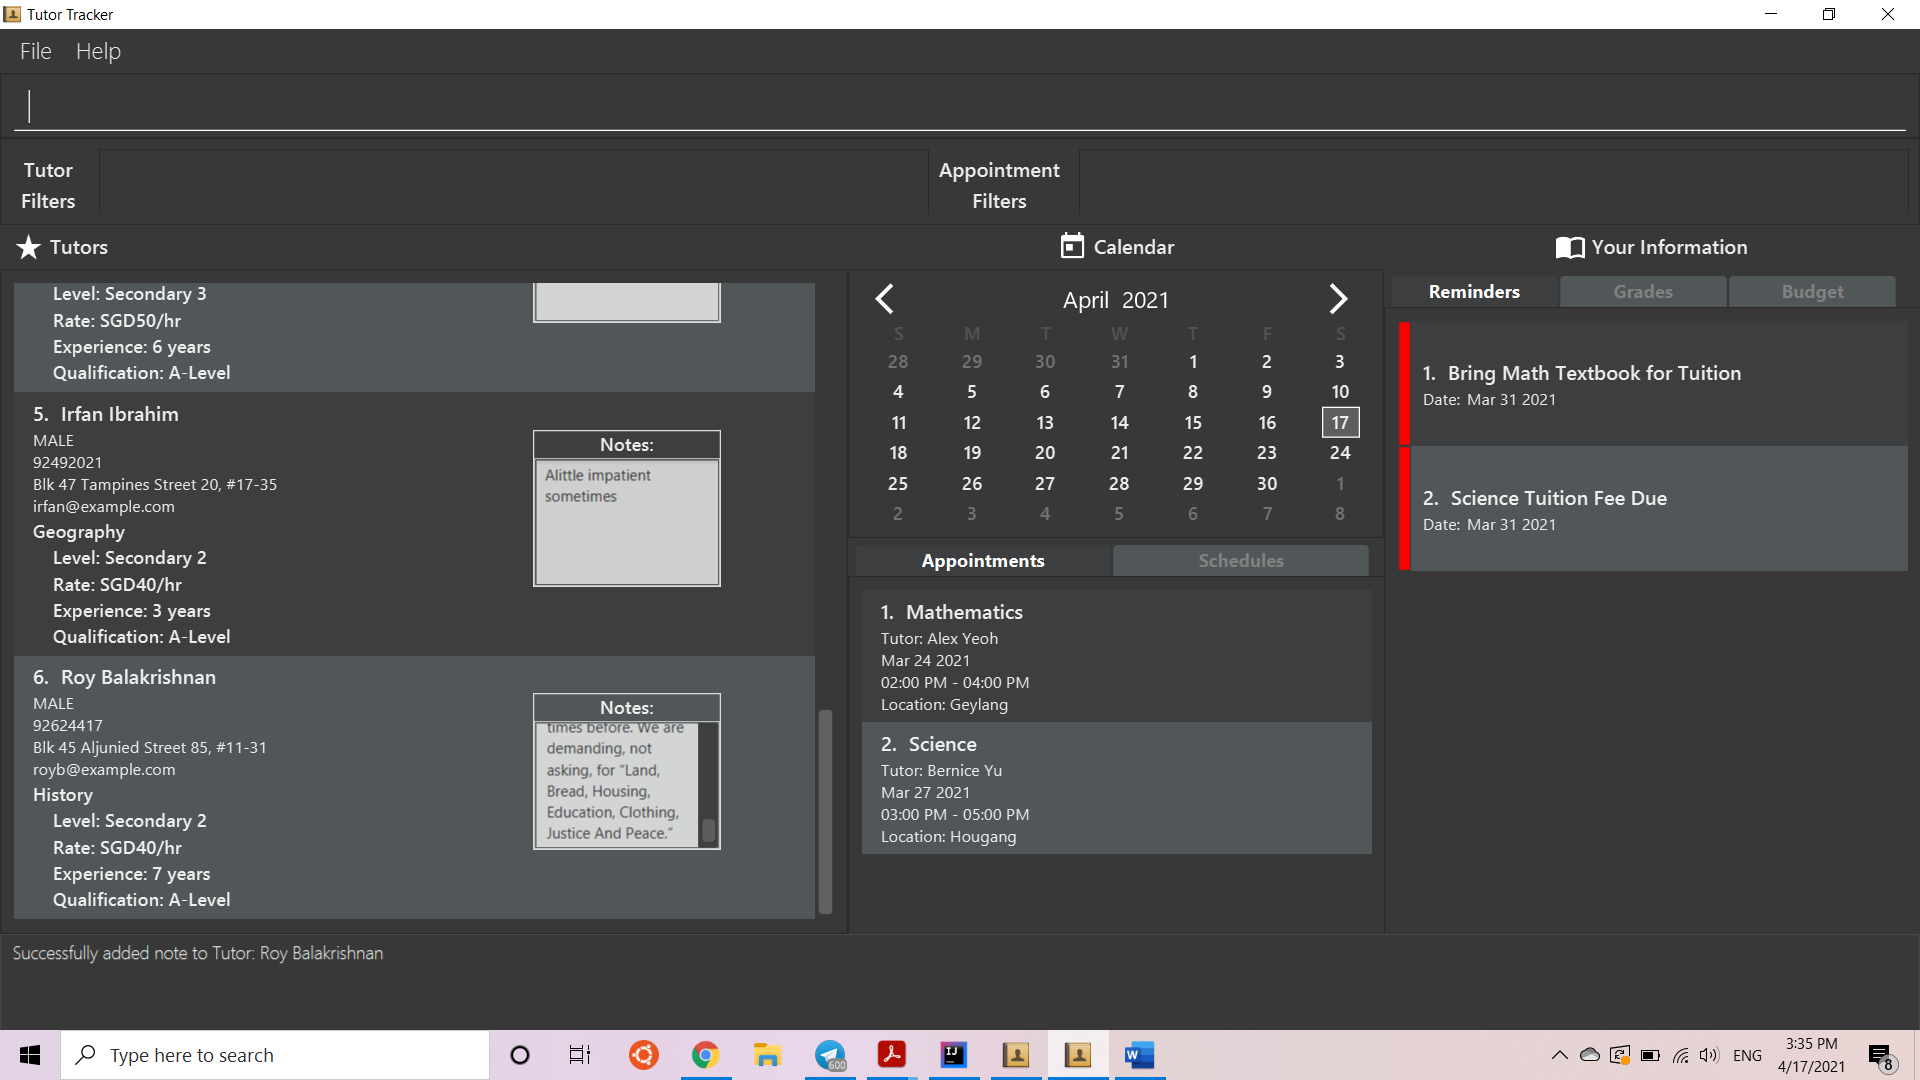 Tutor Tracker
File Help
Tutor
Filters
Appointment
Filters
Tutors
Level: Secondary 3
Rate: SGD50/hr
Experience: 6 years
Qualification: A-Level
5. Irfan Ibrahim
MALE
92492021
Blk 47 Tampines Street 20, #17-35
irfan@example.com
Geography
Level: Secondary 2
Rate: SGD40/hr
Experience: 3 years
Qualification: A-Level
Notes:
Alittle impatient
sometimes
6. Roy Balakrishnan
MALE
92624417
Blk 45 Aljunied Street 85, #11-31
royb@example.com
History
Level: Secondary 2
Rate: SGD40/hr
Experience: 7 years
Qualification: A-Level
Notes:
times before. We are
demanding, not
asking, for “Land,
Bread, Housing,
Education, Clothing,
Justice And Peace.”
Calendar
April 2021
S M T W T F S
28 29 30 31 1 2 3
4 5 6 7 8 9 10
11 12 13 14 15 16 17
18 19 20 21 22 23 24
25 26 27 28 29 30 1
2 3 4 5 6 7 8
Appointments Schedules
1. Mathematics
Tutor: Alex Yeoh
Mar 24 2021
02:00 PM - 04:00 PM
Location: Geylang
2. Science
Tutor: Bernice Yu
Mar 27 2021
03:00 PM - 05:00 PM
Location: Hougang
Your Information
Reminders Grades Budget
1. Bring Math Textbook for Tuition
Date: Mar 31 2021
2. Science Tuition Fee Due
Date: Mar 31 2021
Successfully added note to Tutor: Roy Balakrishnan
Type here to search
600
IJ
W
ENG
3:35 PM
4/17/2021
8